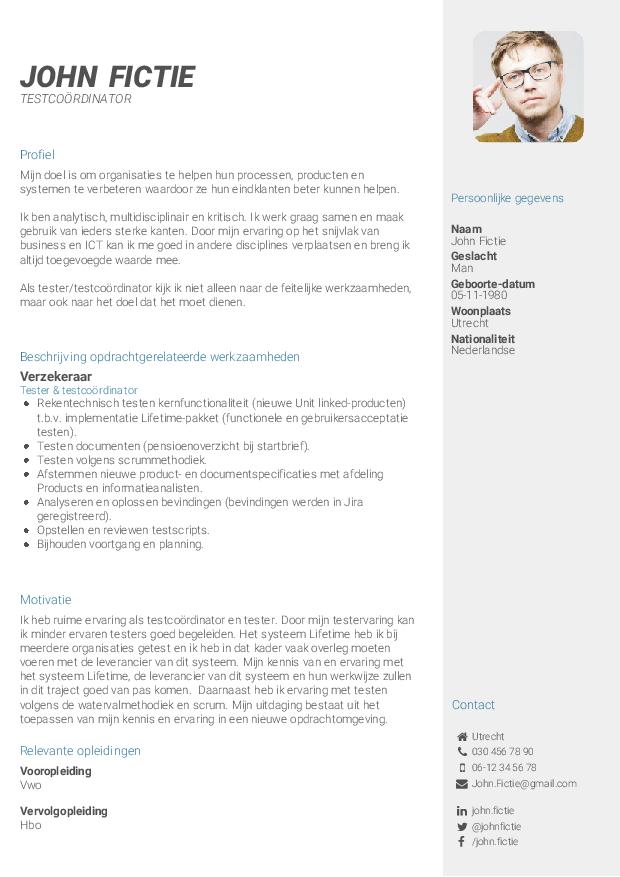 JOHN FICTIE
TESTCOÖRDINATOR
Profiel
Mijn doel is om organisaties te helpen hun processen, producten en
systemen te verbeteren waardoor ze hun eindklanten beter kunnen helpen.
Ik ben analytisch, multidisciplinair en kritisch. Ik werk graag samen en maak
gebruik van ieders sterke kanten. Door mijn ervaring op het snijvlak van
business en ICT kan ik me goed in andere disciplines verplaatsen en breng ik
altijd toegevoegde waarde mee.
Als tester/testcoördinator kijk ik niet alleen naar de feitelijke werkzaamheden,
maar ook naar het doel dat het moet dienen.
Beschrijving opdrachtgerelateerde werkzaamheden
Verzekeraar
Tester & testcoördinator
● Rekentechnisch testen kernfunctionaliteit (nieuwe Unit linked-producten)
t.b.v. implementatie Lifetime-pakket (functionele en gebruikersacceptatie
testen).
● Testen documenten (pensioenoverzicht bij startbrief).
● Testen volgens scrummethodiek.
● Afstemmen nieuwe product- en documentspecificaties met afdeling
Products en informatieanalisten.
● Analyseren en oplossen bevindingen (bevindingen werden in Jira
geregistreerd).
● Opstellen en reviewen testscripts.
● Bijhouden voortgang en planning.
Motivatie
Ik heb ruime ervaring als testcoördinator en tester. Door mijn testervaring kan
ik minder ervaren testers goed begeleiden. Het systeem Lifetime heb ik bij
meerdere organisaties getest en ik heb in dat kader vaak overleg moeten
voeren met de leverancier van dit systeem. Mijn kennis van en ervaring met
het systeem Lifetime, de leverancier van dit systeem en hun werkwijze zullen
in dit traject goed van pas komen. Daarnaast heb ik ervaring met testen
volgens de watervalmethodiek en scrum. Mijn uitdaging bestaat uit het
toepassen van mijn kennis en ervaring in een nieuwe opdrachtomgeving.
Relevante opleidingen
Vooropleiding
Vwo
Vervolgopleiding
Hbo
Persoonlijke gegevens
Naam
John Fictie
Geslacht
Man
Geboorte-datum
05-11-1980
Woonplaats
Utrecht
Nationaliteit
Nederlandse
Contact
Utrecht
030 456 78 90
06-12 34 56 78
John.Fictie@gmail.com
john.fictie
@johnfictie
/john.fictie